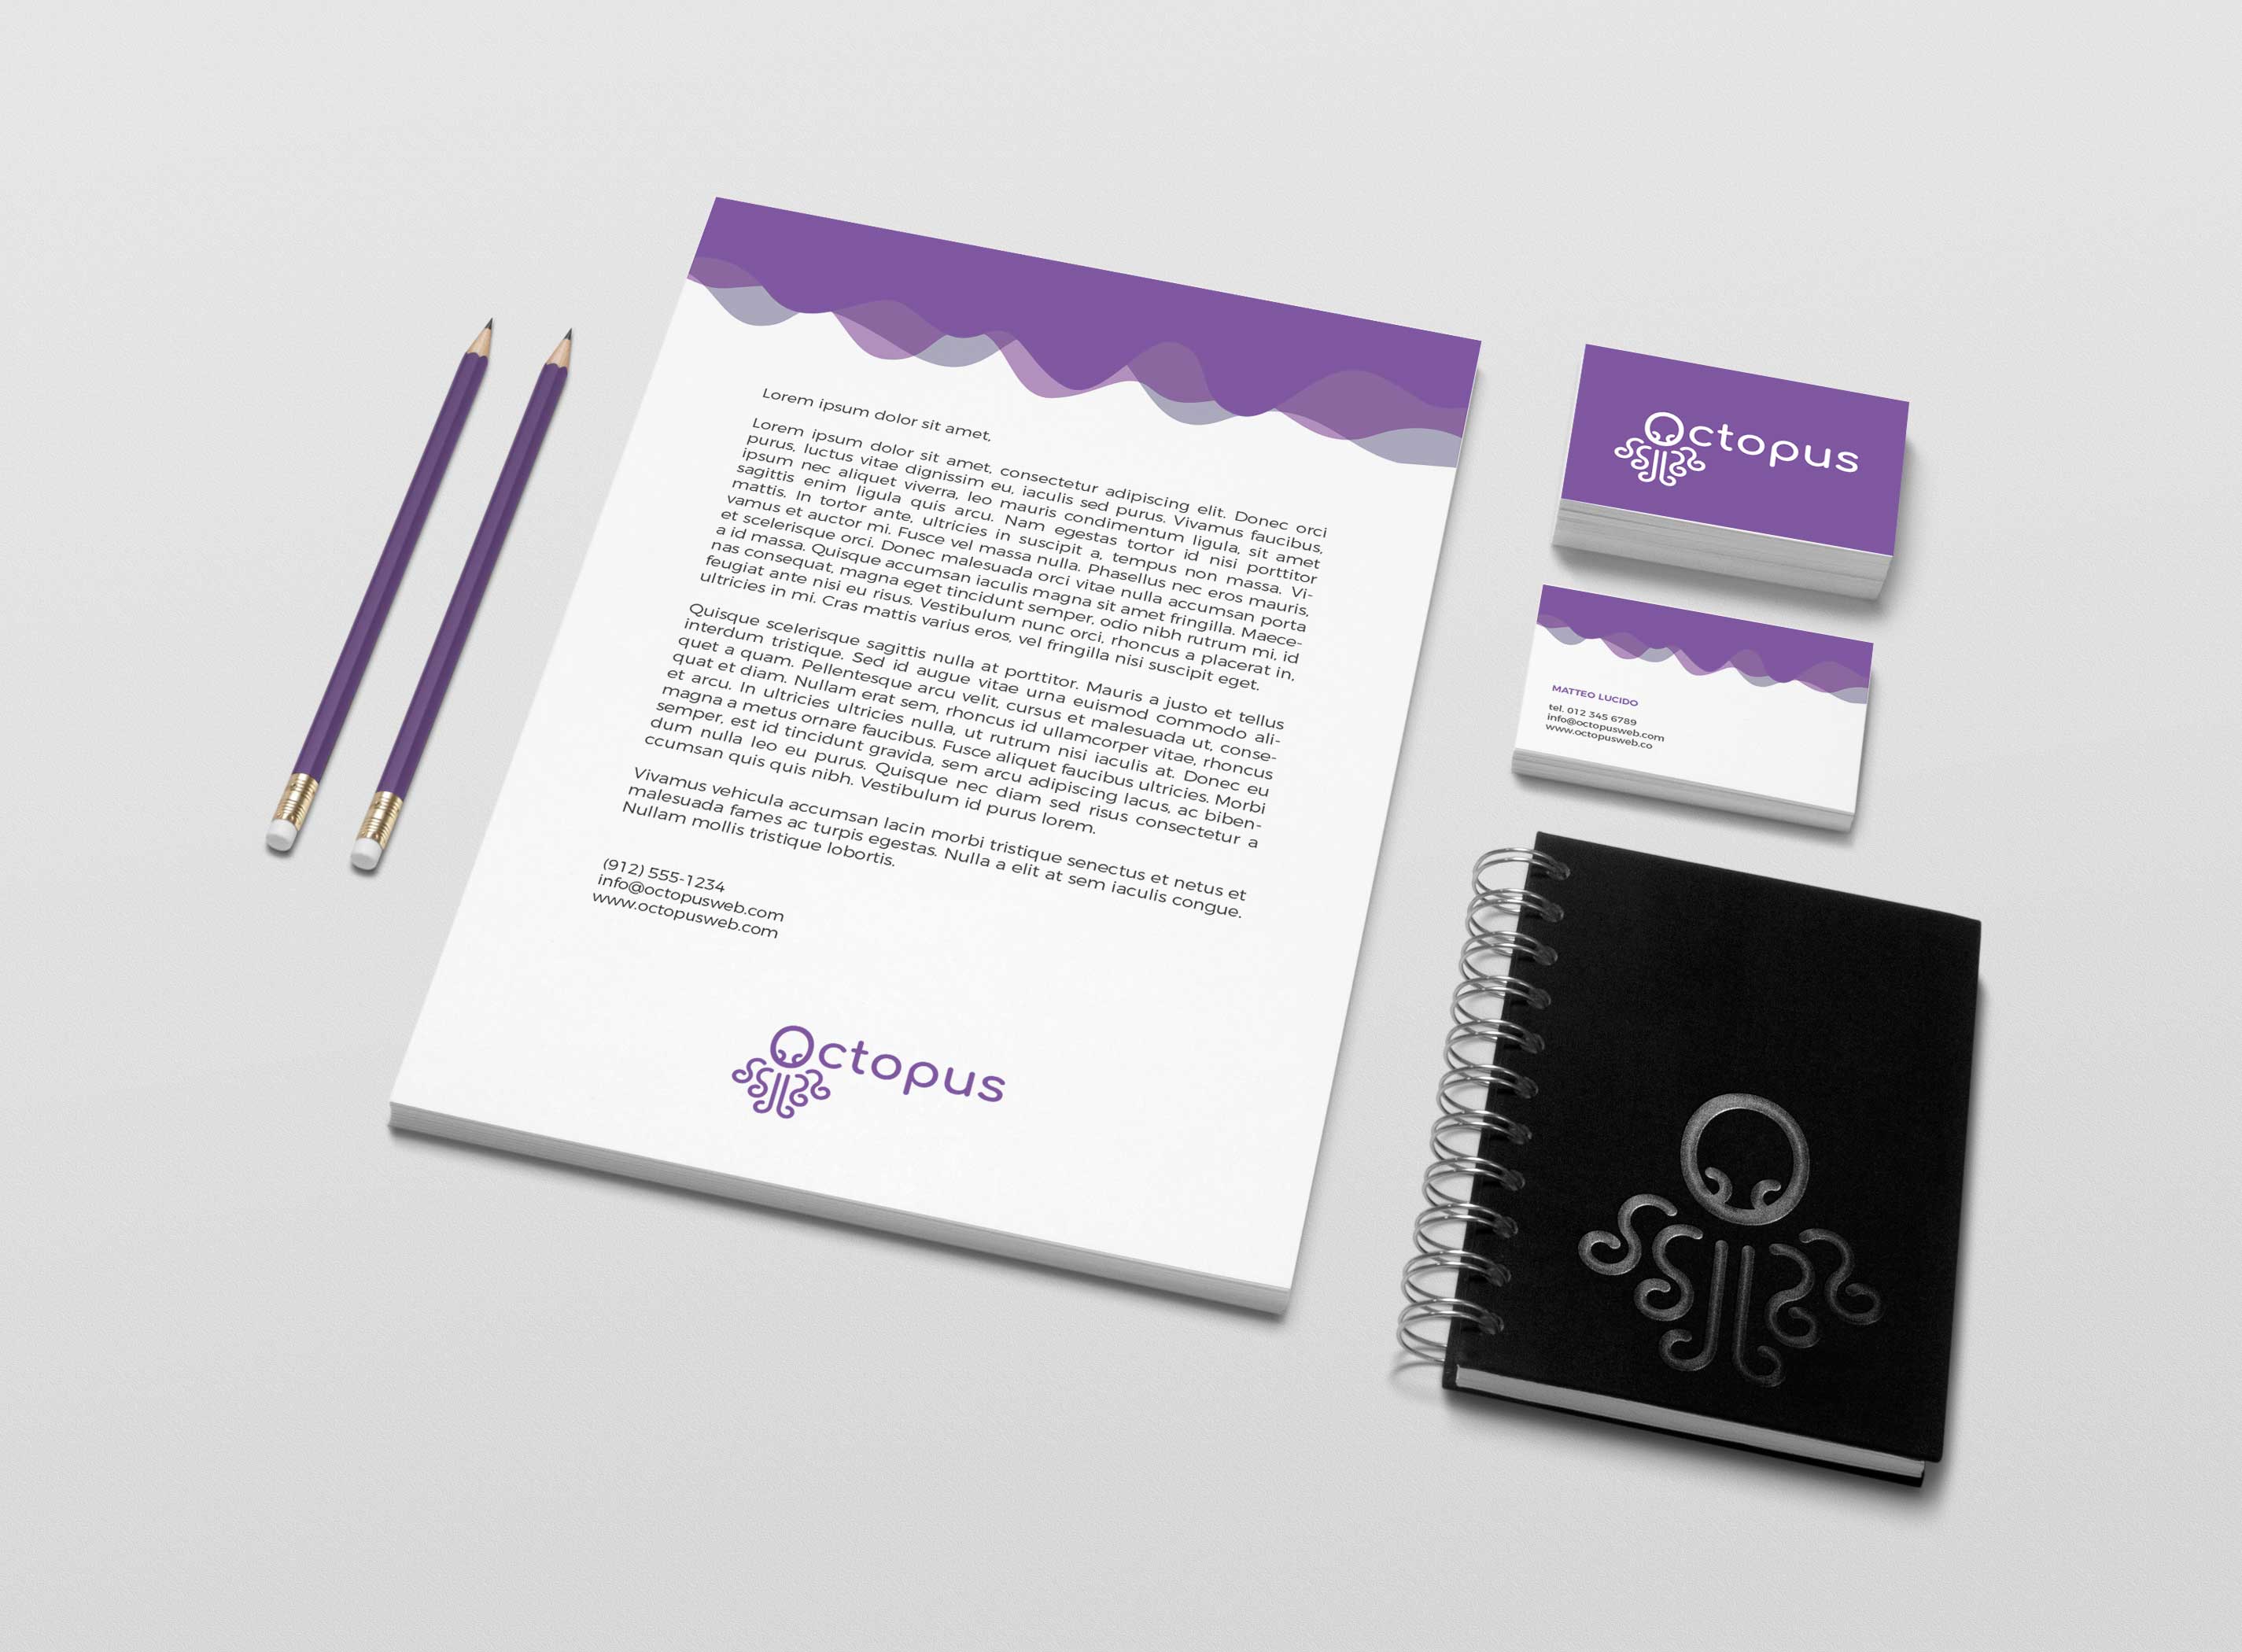 Lorem ipsum dolor sit amet,
Lorem ipsum dolor sit amet, consectetur adipiscing elit. Donec orci
purus, luctus vitae dignissim eu, iaculis sed purus. Vivamus faucibus,
ipsum nec aliquet viverra, leo mauris condimentum ligula, sit amet
sagittis enim ligula quis arcu. Nam egestas tortor id nisi porttitor
mattis. In tortor ante, ultricies in suscipit a, tempus non massa. Vi-
vamus et auctor mi. Fusce vel massa nulla. Phasellus nec eros mauris,
et scelerisque orci. Donec malesuada orci vitae nulla accumsan porta
a id massa. Quisque accumsan iaculis magna sit amet fringilla. Maece-
nas consequat, magna eget tincidunt semper, odio nibh rutrum mi, id
feugiat ante nisi eu risus. Vestibulum nunc orci, rhoncus a placerat in,
ultricies in mi. Cras mattis varius eros, vel fringilla nisi suscipit eget.
Quisque scelerisque sagittis nulla at porttitor. Mauris a justo et tellus
interdum tristique. Sed id augue vitae urna euismod commodo ali-
quet a quam. Pellentesque arcu velit, cursus et malesuada ut, conse-
quat et diam. Nullam erat sem, rhoncus id ullamcorper vitae, rhoncus
et arcu. In ultricies ultricies nulla, ut rutrum nisi iaculis at. Donec eu
magna a metus ornare faucibus. Fusce aliquet faucibus ultricies. Morbi
semper, est id tincidunt gravida, sem arcu adipiscing lacus, ac biben-
dum nulla leo eu purus. Quisque nec diam sed risus consectetur a
ccumsan quis quis nibh. Vestibulum id purus lorem.
Vivamus vehicula accumsan lacin morbi tristique senectus et netus et
malesuada fames ac turpis egestas. Nulla a elit at sem iaculis congue.
Nullam mollis tristique lobortis.
(912) 555-1234
info@octopusweb.com
www.octopusweb.com
Octopus
Octopus
MATTEO LUCIDO
tel. 012 345 6789
info@octopusweb.com
www.octopusweb.co